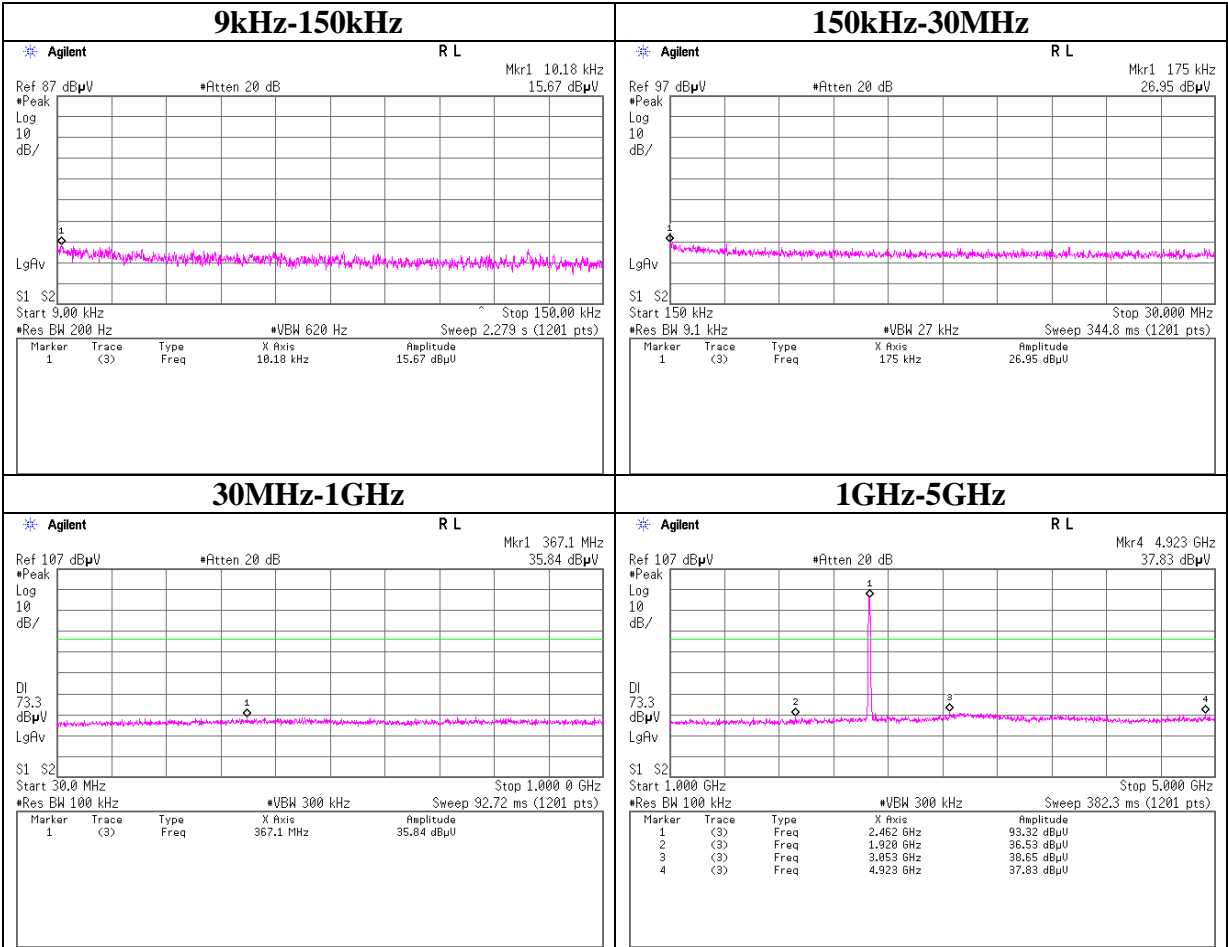 9kHz-150kHz
Agilent R L
Mkr1 10.18 kHz
Ref 87 dBµV #Atten 20 dB 15.67 dBµV
#Peak
Log
10
dB/
1
LgAv
S1 S2
Start 9.00 kHz ^ Stop 150.00 kHz
#Res BW 200 Hz #VBW 620 Hz Sweep 2.279 s (1201 pts)
Marker Trace Type X Axis Amplitude
1 (3) Freq 10.18 kHz 15.67 dBµV
150kHz-30MHz
Agilent R L
Mkr1 175 kHz
Ref 97 dBµV #Atten 20 dB 26.95 dBµV
#Peak
Log
10
dB/
1
LgAv
S1 S2
Start 150 kHz Stop 30.000 MHz
#Res BW 9.1 kHz #VBW 27 kHz Sweep 344.8 ms (1201 pts)
Marker Trace Type X Axis Amplitude
1 (3) Freq 175 kHz 26.95 dBµV
30MHz-1GHz
Agilent R L
Mkr1 367.1 MHz
Ref 107 dBµV #Atten 20 dB 35.84 dBµV
#Peak
Log
10
dB/
DI
73.3
dBµV
1
LgAv
S1 S2
Start 30.0 MHz Stop 1.000 0 GHz
#Res BW 100 kHz #VBW 300 kHz Sweep 92.72 ms (1201 pts)
Marker Trace Type X Axis Amplitude
1 (3) Freq 367.1 MHz 35.84 dBµV
1GHz-5GHz
Agilent R L
Mkr4 4.923 GHz
Ref 107 dBµV #Atten 20 dB 37.83 dBµV
#Peak
1
Log
10
dB/
DI
73.3
2 3 4
dBµV
LgAv
S1 S2
Start 1.000 GHz Stop 5.000 GHz
#Res BW 100 kHz #VBW 300 kHz Sweep 382.3 ms (1201 pts)
Marker Trace Type X Axis Amplitude
1 (3) Freq 2.462 GHz 93.32 dBµV
2 (3) Freq 1.920 GHz 36.53 dBµV
3 (3) Freq 3.053 GHz 38.65 dBµV
4 (3) Freq 4.923 GHz 37.83 dBµV